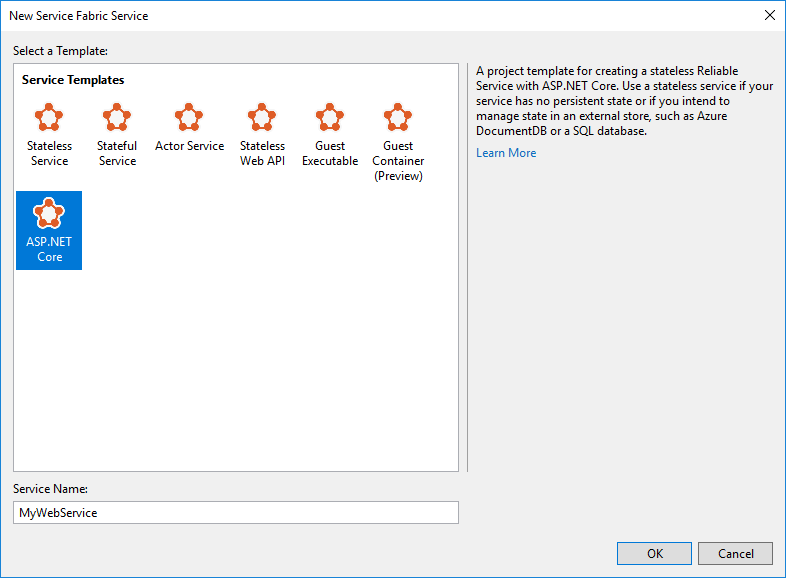 New Service Fabric Service
Select a Template:
Service Templates
Stateless
Service
Stateful
Service
Actor Service
Stateless
Web API
Guest
Executable
Guest
Container
(Preview)
ASP.NET
Core
A project template for creating a stateless Reliable
Service with ASP.NET Core. Use a stateless service if your
service has no persistent state or if you intend to
manage state in an external store, such as Azure
DocumentDB or a SQL database.
Learn More
Service Name:
MyWebService
OK
Cancel